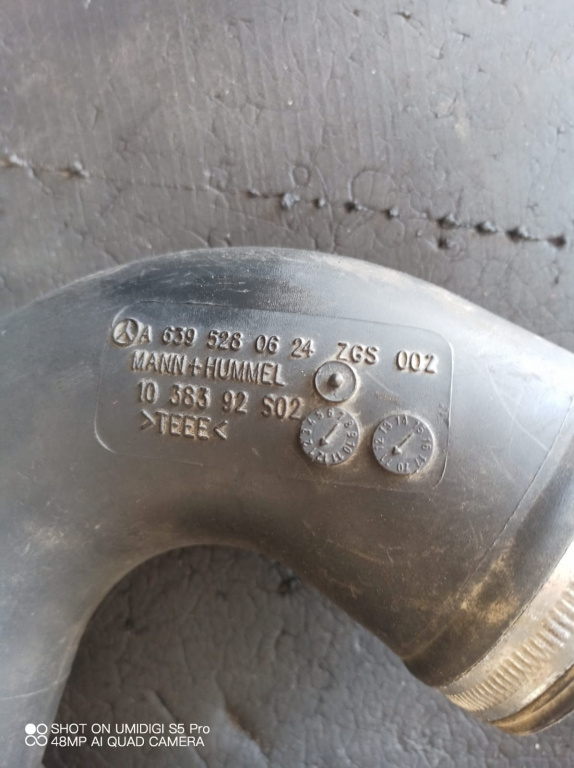 A 639 528 06 24 ZGS 002
MANN+HUMMEL
10 383 92 S02
>TEEE<
SHOT ON UMIDIGI S5 Pro
48MP AI QUAD CAMERA